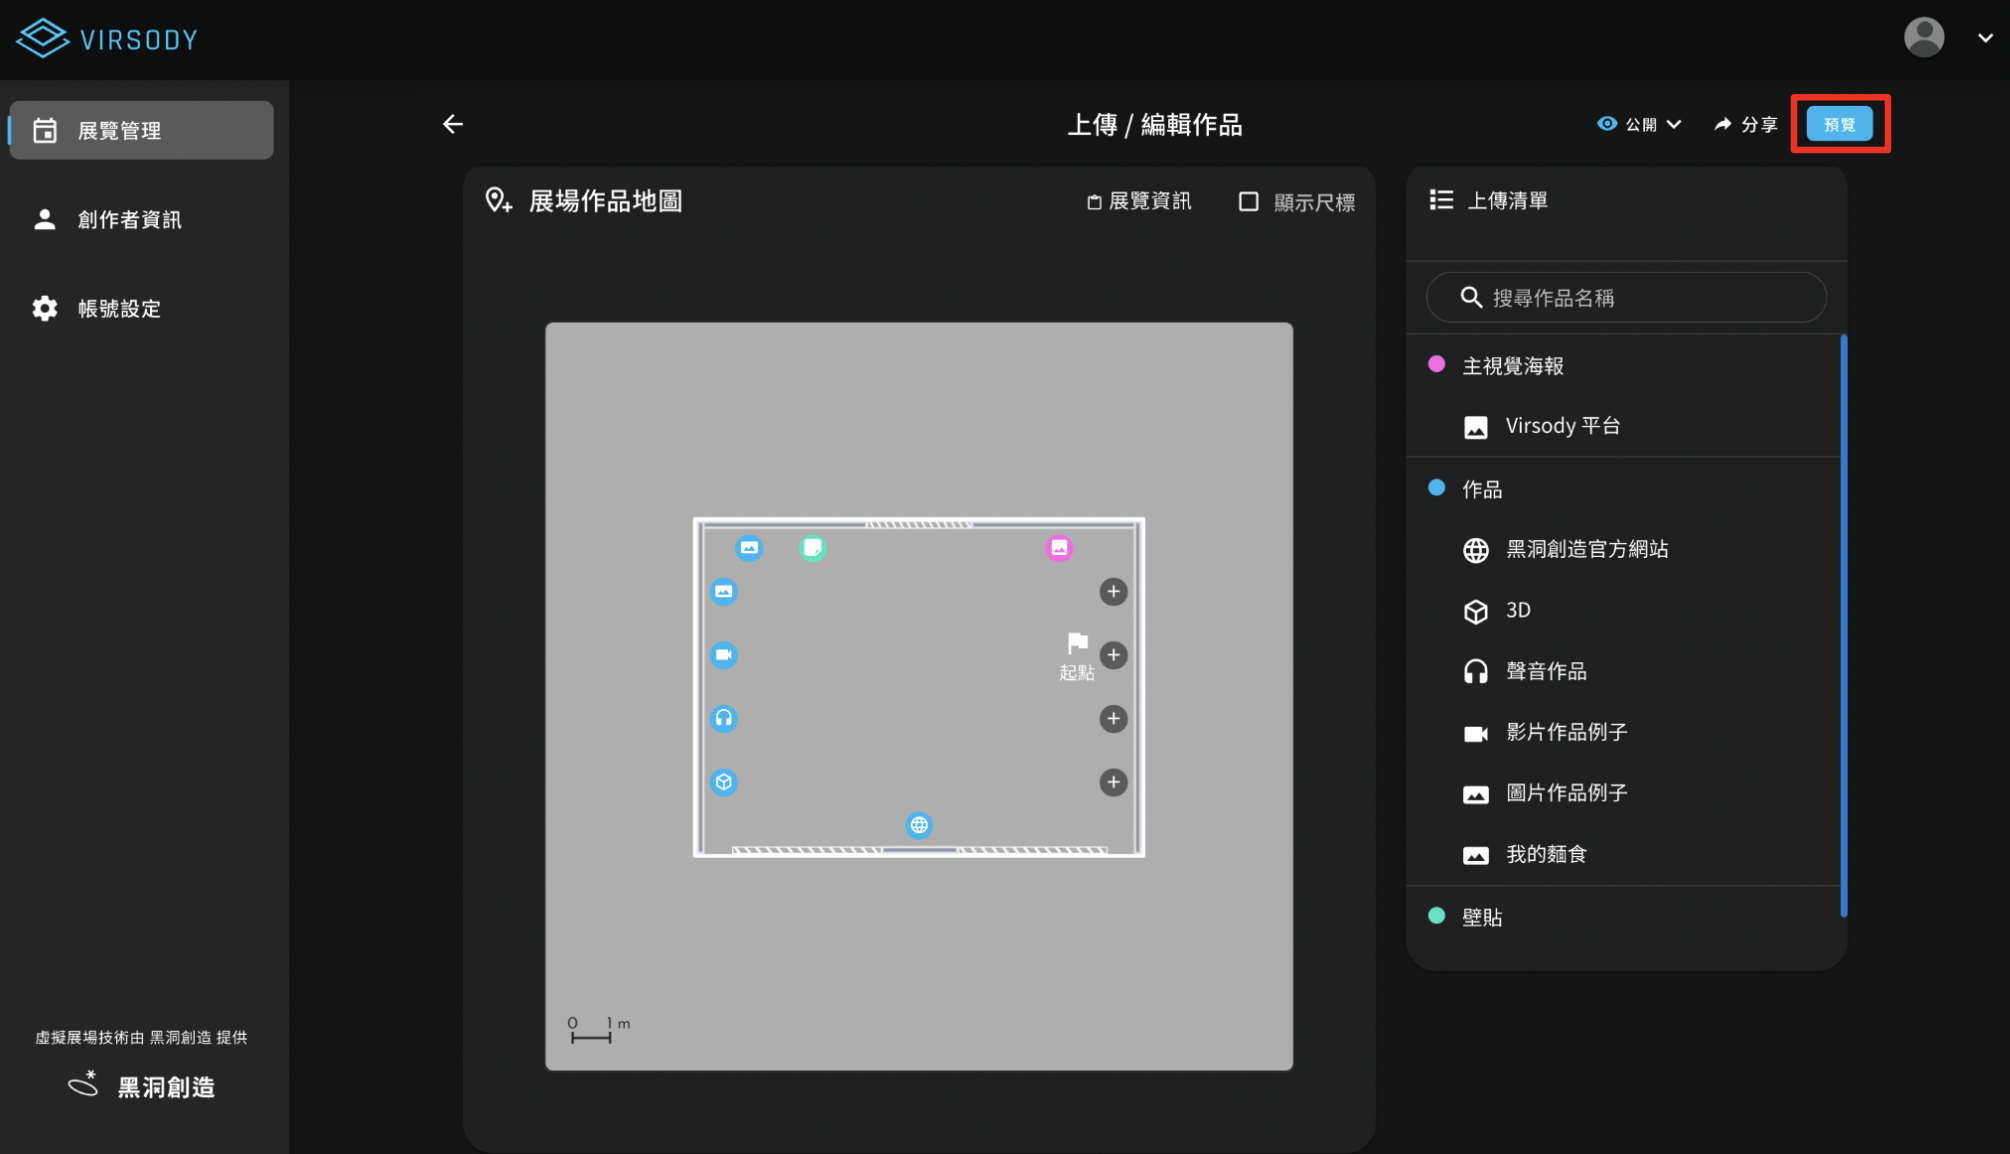 VIRSODY
展覽管理
創作者資訊
帳號設定
虛擬展場技術由 黑洞創造 提供
黑洞創造
上傳 / 編輯作品
公開
分享
預覽
展場作品地圖
展覽資訊
顯示尺標
起點
0 1 m
上傳清單
搜尋作品名稱
主視覺海報
Virsody 平台
作品
黑洞創造官方網站
3D
聲音作品
影片作品例子
圖片作品例子
我的麵食
壁貼